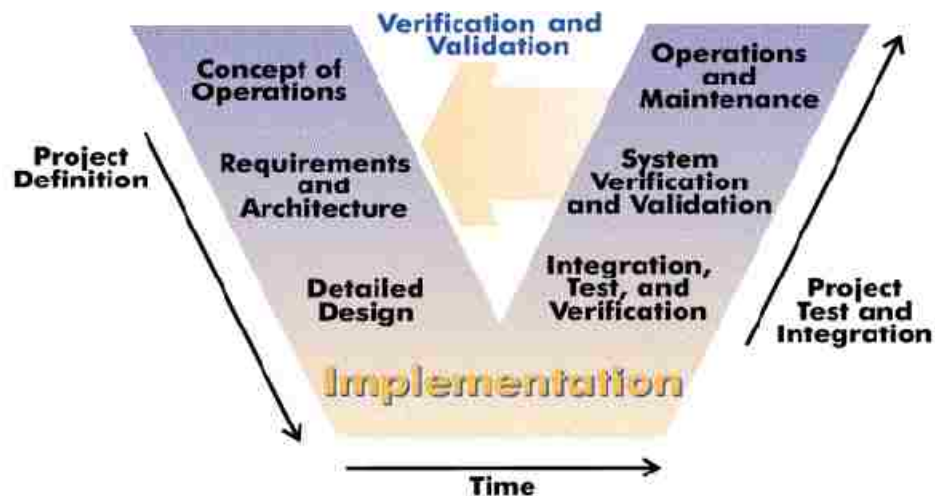 Verification and
Validation
Concept of
Operations
Operations
and
Maintenance
Project
Definition
Requirements
and
Architecture
System
Verification
and Validation
Detailed
Design
Integration,
Test, and
Verification
Project
Test and
Integration
Implementation
Time